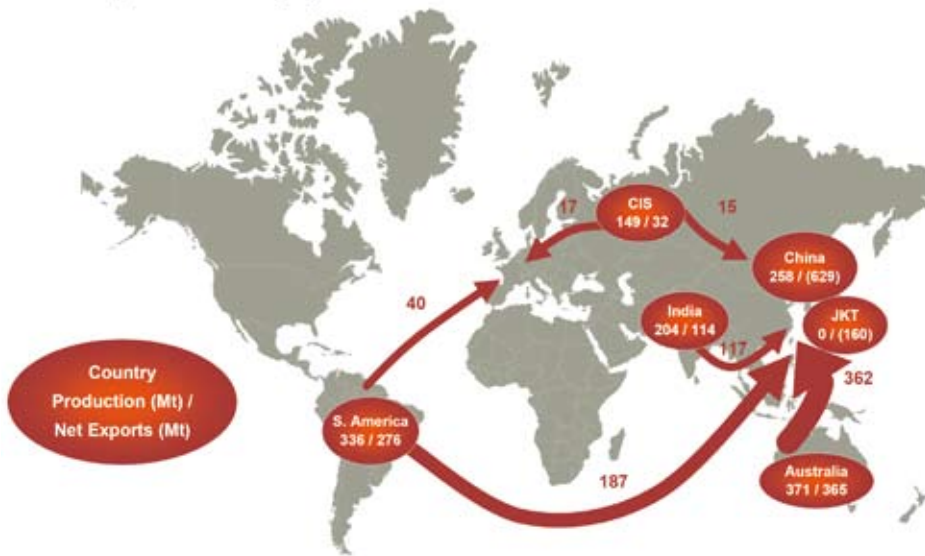 17
CIS
149 / 32
15
China
258 / (629)
40
India
204 / 114
JKT
0 / (160)
117
362
Country
Production (Mt) /
Net Exports (Mt)
S. America
336 / 276
187
Australia
371 / 365